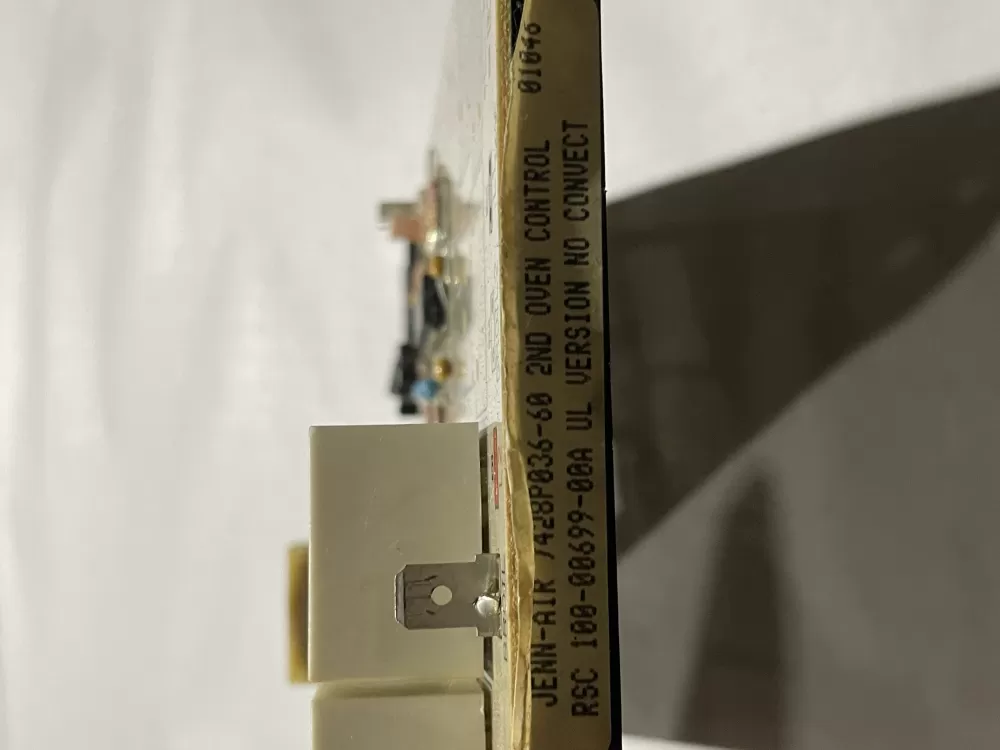 JENN-AIR 7428P036-60 2ND OVEN CONTROL 01046
RSC 100-00699-00A UL VERSION NO CONVECT